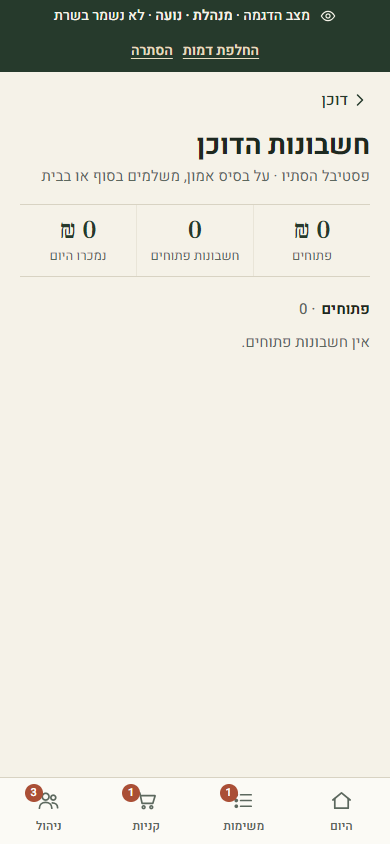 מצב הדגמה · מנהלת · נועה · לא נשמר בשרת
החלפת דמות הסתרה
דוכן
חשבונות הדוכן
פסטיבל הסתיו · על בסיס אמון, משלמים בסוף או בבית
0 ₪ 0 0 ₪
פתוחים חשבונות פתוחים נמכרו היום
פתוחים · 0
אין חשבונות פתוחים.
1 1 3
היום משימות קניות ניהול